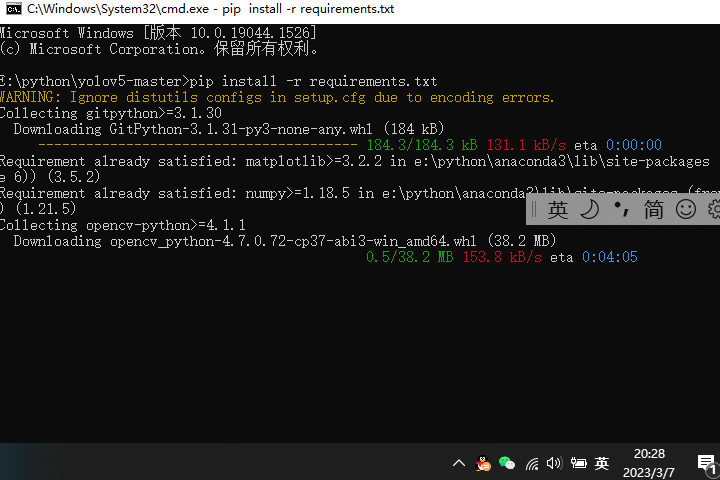 C:\Windows\System32\cmd.exe - pip  install -r requirements.txt
Microsoft Windows [版本 10.0.19044.1526]
(c) Microsoft Corporation。保留所有权利。
E:\python\yolov5-master>pip install -r requirements.txt
WARNING: Ignore distutils configs in setup.cfg due to encoding errors.
Collecting gitpython>=3.1.30
Downloading GitPython-3.1.31-py3-none-any.whl (184 kB)
---------------------------------------- 184.3/184.3 kB 131.1 kB/s eta 0:00:00
Requirement already satisfied: matplotlib>=3.2.2 in e:\python\anaconda3\lib\site-packages
e 6)) (3.5.2)
Requirement already satisfied: numpy>=1.18.5 in e:\python\anaconda3\lib\site-packages (fro
) (1.21.5)
英 简
Collecting opencv-python>=4.1.1
Downloading opencv_python-4.7.0.72-cp37-abi3-win_amd64.whl (38.2 MB)
0.5/38.2 MB 153.8 kB/s eta 0:04:05
英
20:28
2023/3/7
1